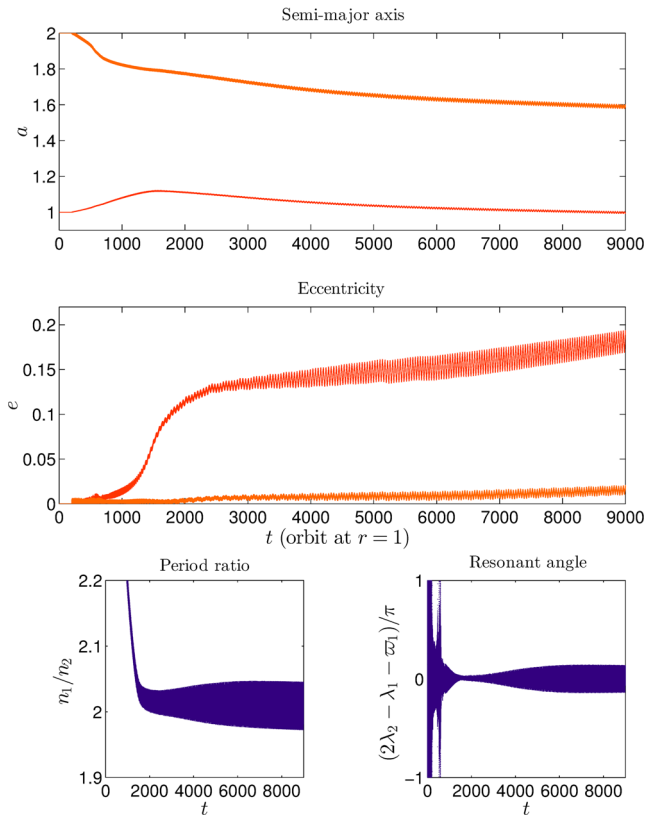 Semi-major axis
2
1.8
1.6
1.4
1.2
1
a
0 1000 2000 3000 4000 5000 6000 7000 8000 9000
Eccentricity
0.2
0.15
0.1
0.05
0
e
0 1000 2000 3000 4000 5000 6000 7000 8000 9000
t (orbit at r = 1)
Period ratio
2.2
2.1
2
1.9
n₁/n₂
0 2000 4000 6000 8000
t
Resonant angle
1
0
−1
(2λ₂ − λ₁ − ϖ₁)/π
0 2000 4000 6000 8000
t